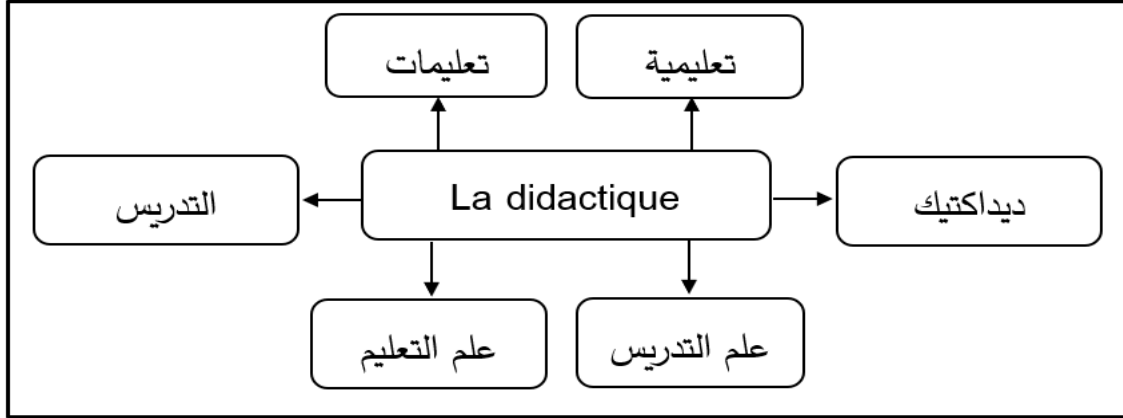 تعليمية
تعليمات
ديداكتيك
La didactique
التدريس
علم التدريس
علم التعليم